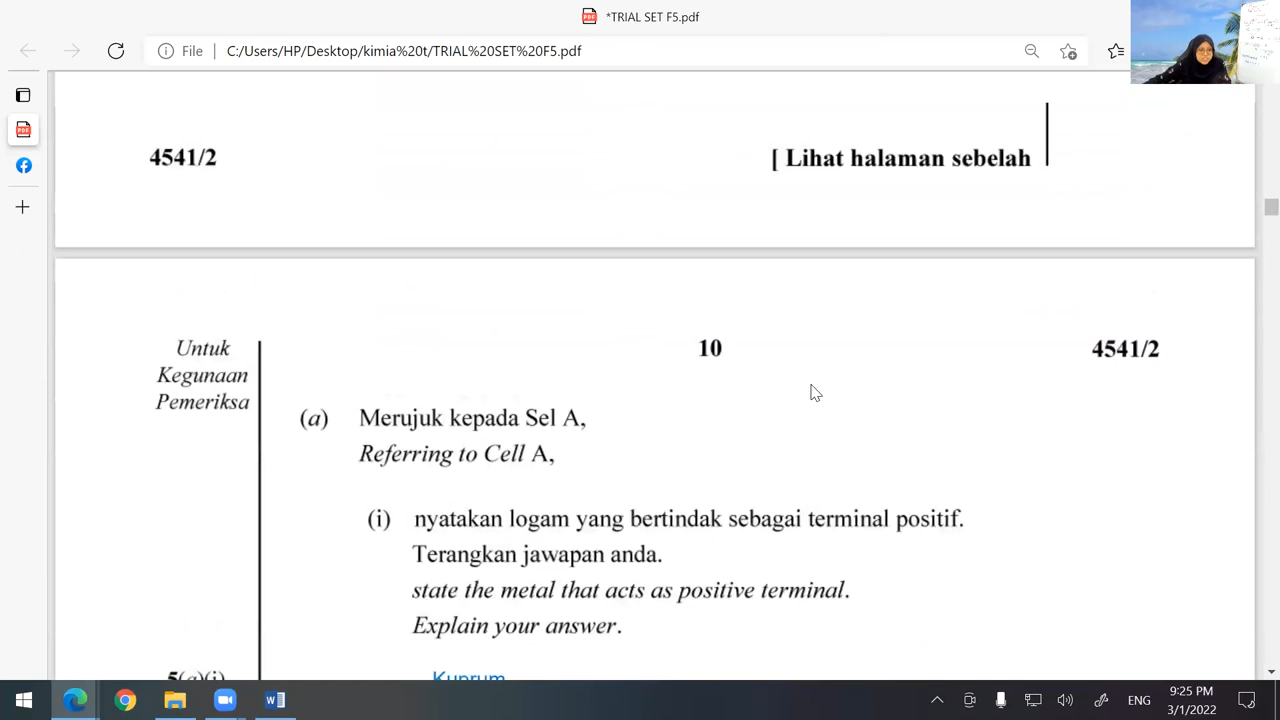 *TRIAL SET F5.pdf
File
C:/Users/HP/Desktop/kimia%20t/TRIAL%20SET%20F5.pdf
4541/2
[ Lihat halaman sebelah
Untuk
Kegunaan
Pemeriksa
10
4541/2
(a) Merujuk kepada Sel A,
Referring to Cell A,
(i) nyatakan logam yang bertindak sebagai terminal positif.
Terangkan jawapan anda.
state the metal that acts as positive terminal.
Explain your answer.
5(a)(i)
Kuprum
ENG
9:25 PM
3/1/2022